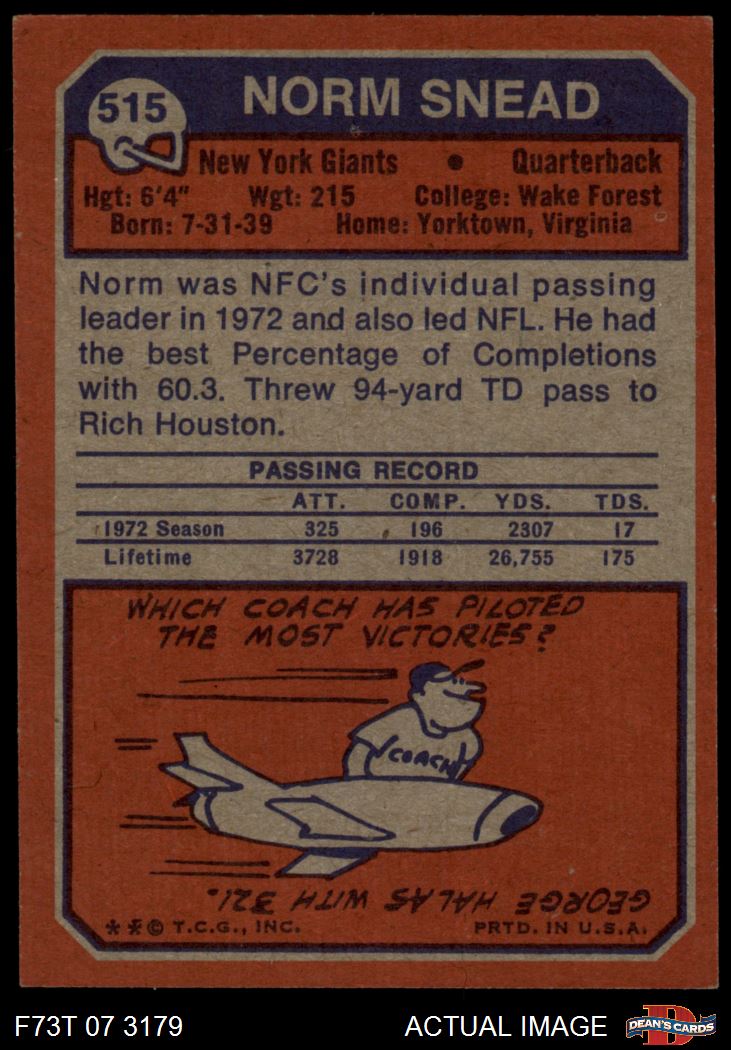 515
NORM SNEAD
New York Giants • Quarterback
Hgt: 6'4" Wgt: 215 College: Wake Forest
Born: 7-31-39 Home: Yorktown, Virginia
Norm was NFC's individual passing
leader in 1972 and also led NFL. He had
the best Percentage of Completions
with 60.3. Threw 94-yard TD pass to
Rich Houston.
PASSING RECORD
ATT. COMP. YDS. TDS.
1972 Season 325 196 2307 17
Lifetime 3728 1918 26,755 175
WHICH COACH HAS PILOTED
THE MOST VICTORIES?
COACH
GEORGE HALAS WITH 321.
**© T.C.G., INC. PRTD. IN U.S.A.
F73T 07 3179 ACTUAL IMAGE
D
DEAN'S CARDS